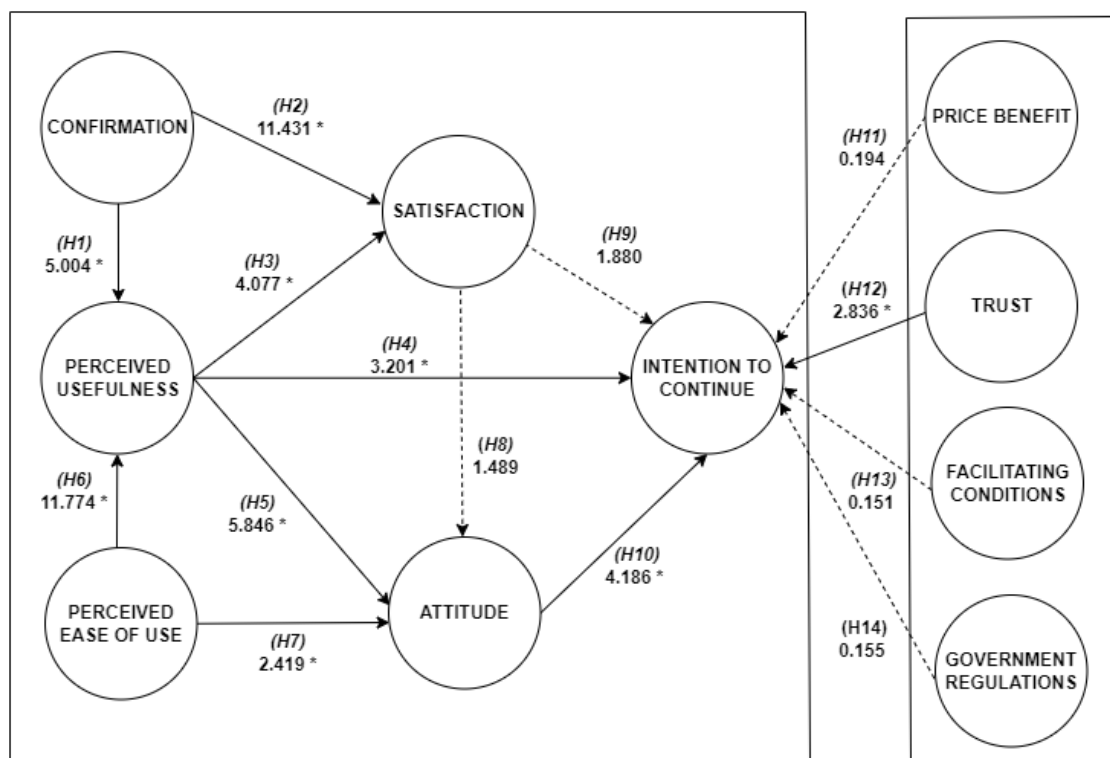 CONFIRMATION
(H2)
11.431 *
PRICE BENEFIT
(H11)
0.194
SATISFACTION
(H1)
5.004 *
(H3)
4.077 *
(H9)
1.880
(H12)
2.836 *
TRUST
PERCEIVED
USEFULNESS
(H4)
3.201 *
INTENTION TO
CONTINUE
(H8)
1.489
(H6)
11.774 *
(H5)
5.846 *
(H13)
0.151
FACILITATING
CONDITIONS
(H10)
4.186 *
PERCEIVED
EASE OF USE
ATTITUDE
(H7)
2.419 *
(H14)
0.155
GOVERNMENT
REGULATIONS